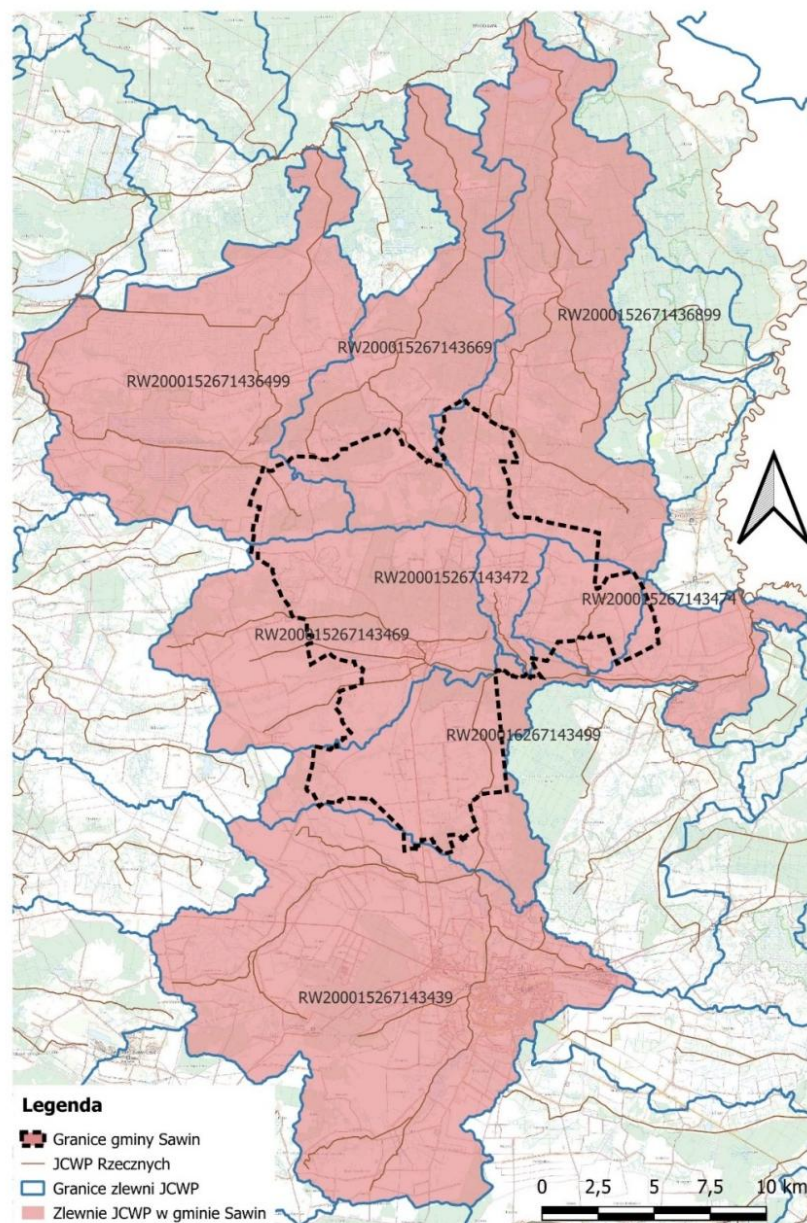 RW2000152671436899
RW200015267143669
RW2000152671436499
RW200015267143472
RW200015267143474
RW200015267143469
RW200016267143499
RW200015267143439
Legenda
Granice gminy Sawin
JCWP Rzecznych
Granice zlewni JCWP
Zlewnie JCWP w gminie Sawin
0 2,5 5 7,5 10 km